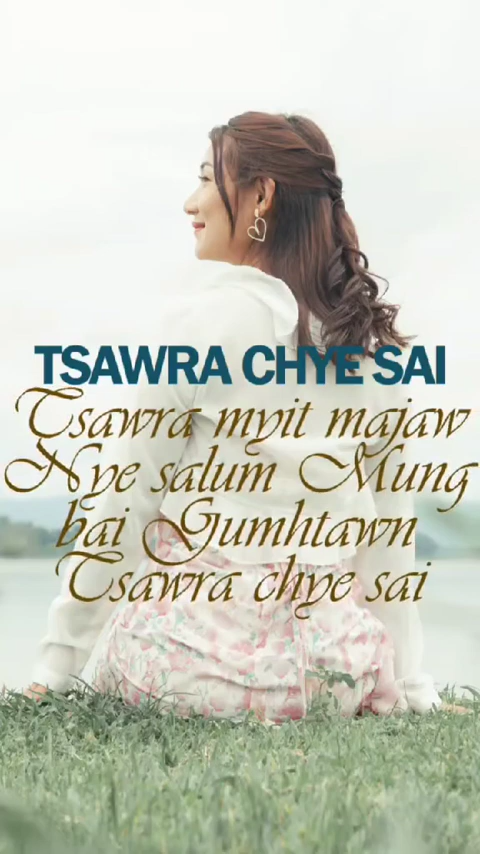 TSAWRA CHYE SAI
Tsawra myit majaw
Nye salum Mung
bai Gumhtawn
Tsawra chye sai